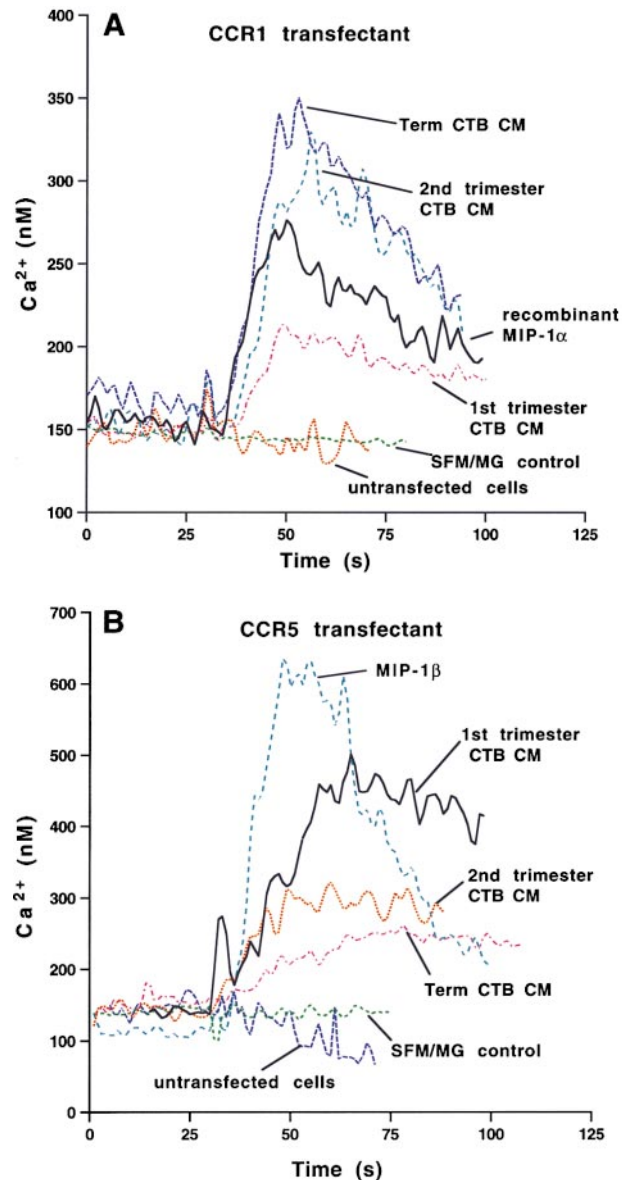 A
CCR1 transfectant
400
350
300
250
200
150
100
Ca2+ (nM)
Term CTB CM
2nd trimester
CTB CM
recombinant
MIP-1α
1st trimester
CTB CM
SFM/MG control
untransfected cells
0
25
50
75
100
125
Time (s)
B
CCR5 transfectant
700
600
500
400
300
200
100
0
Ca2+ (nM)
MIP-1β
1st trimester
CTB CM
2nd trimester
CTB CM
Term CTB CM
SFM/MG control
untransfected cells
0
25
50
75
100
125
Time (s)